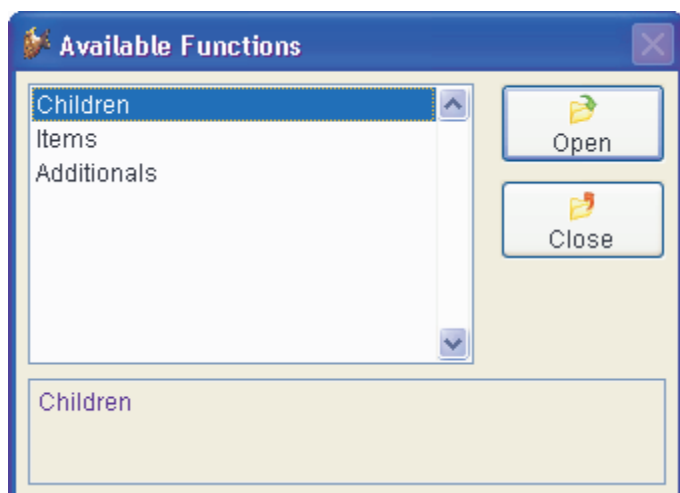 Available Functions
Children
Items
Additionals
Open
Close
Children